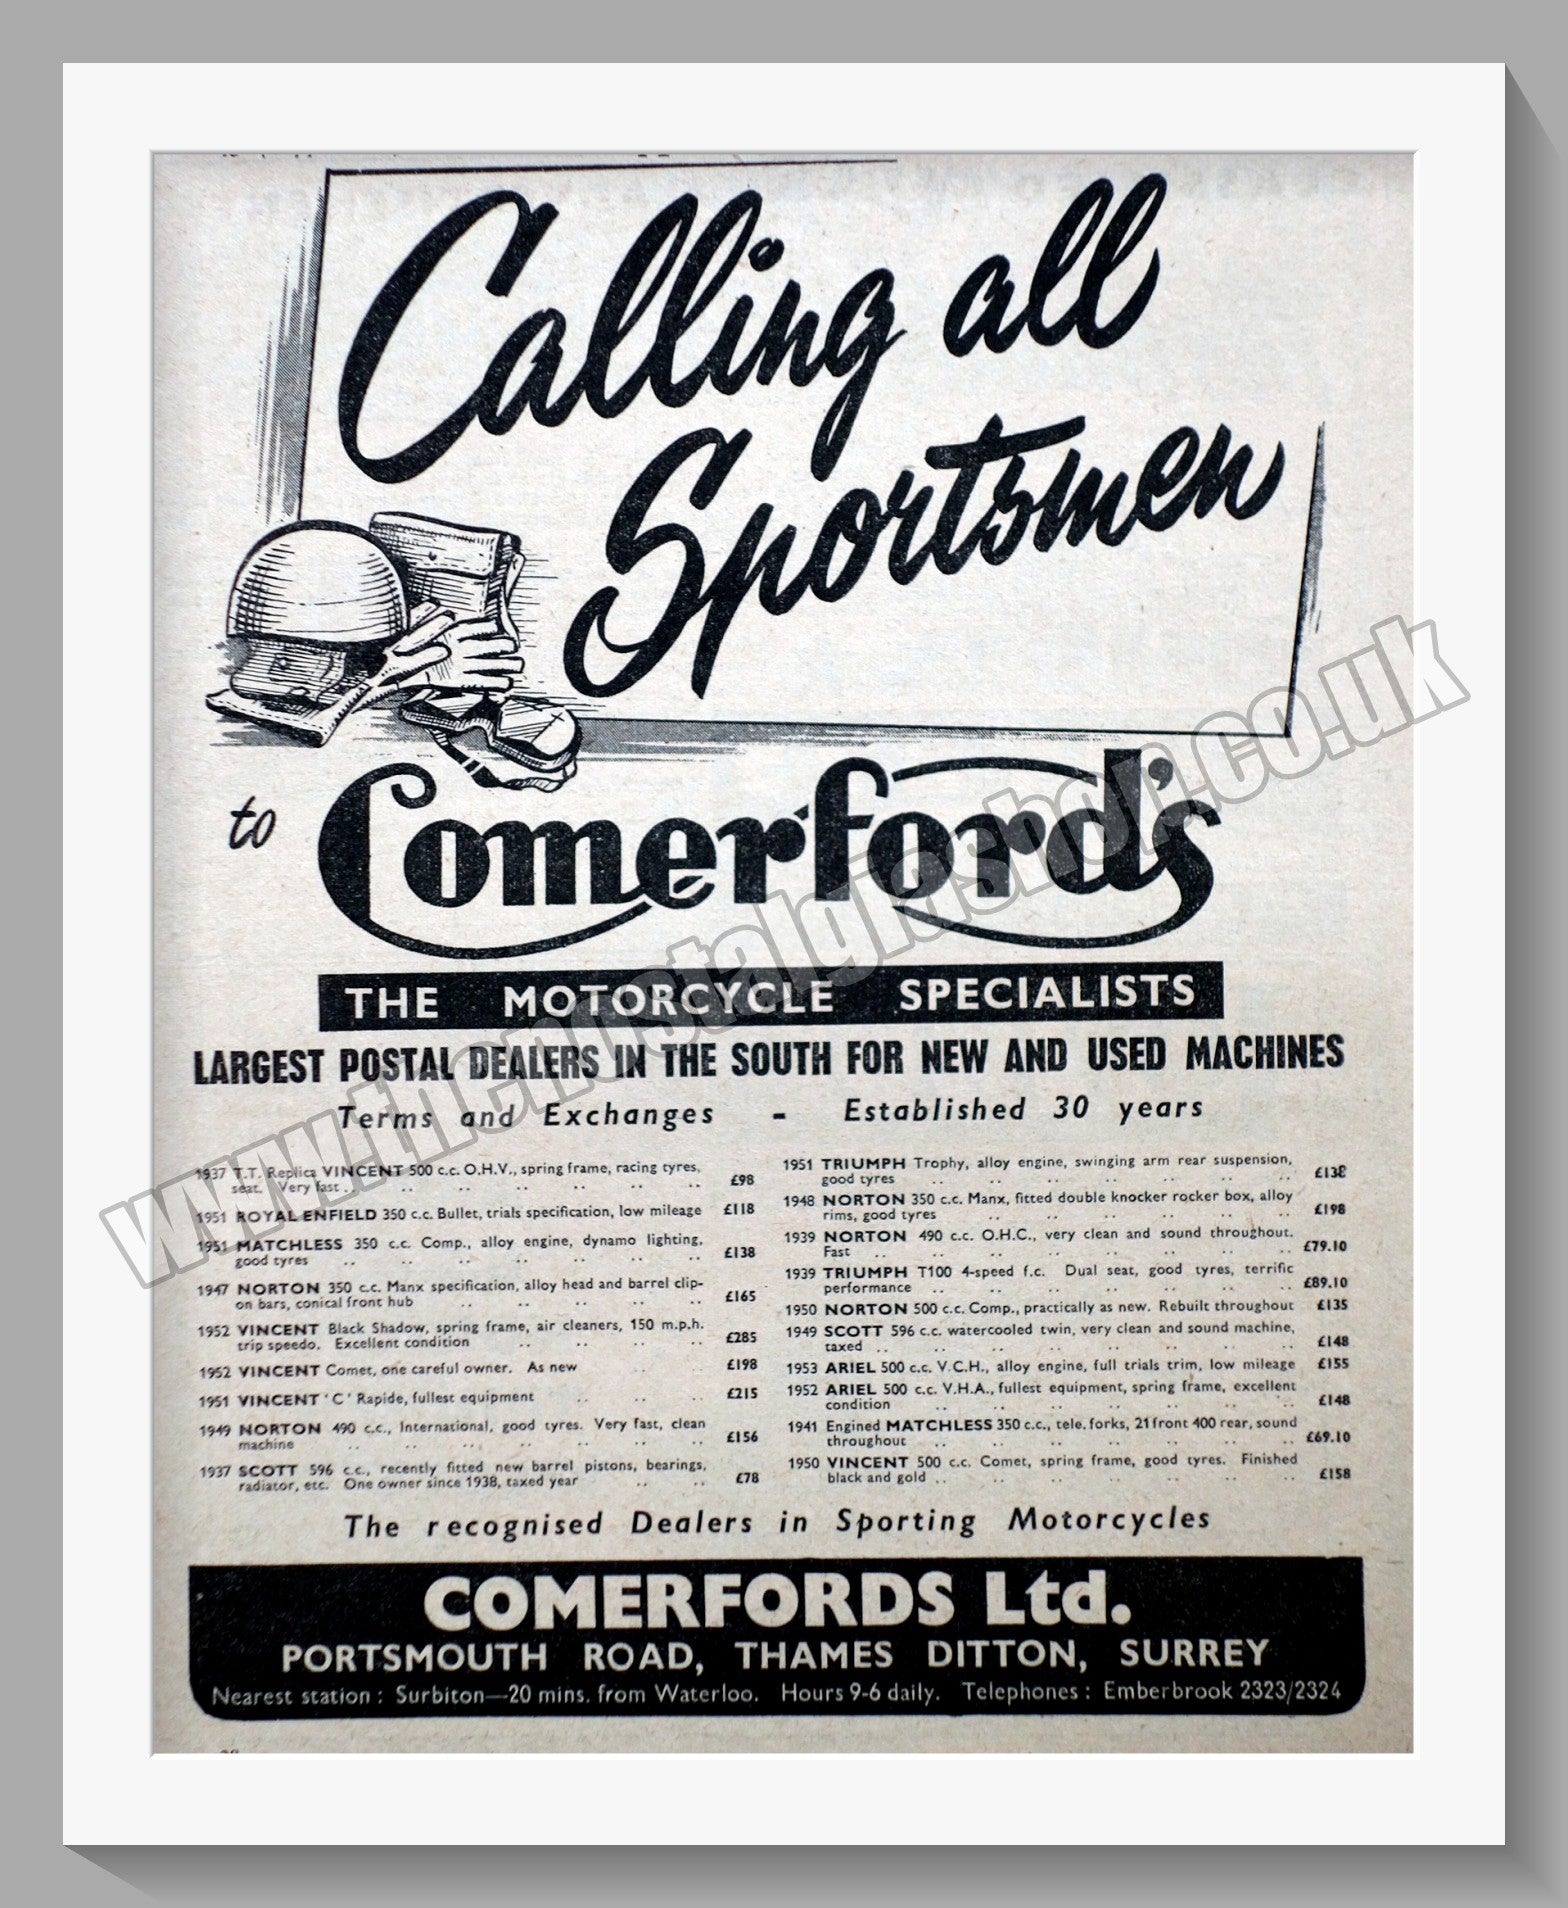 Calling all
Sportsmen
to Comerford's
THE MOTORCYCLE SPECIALISTS
LARGEST POSTAL DEALERS IN THE SOUTH FOR NEW AND USED MACHINES
Terms and Exchanges - Established 30 years
1937 T.T. Replica VINCENT 500 c.c. O.H.V., spring frame, racing tyres,
seat. Very fast .. .. .. .. .. .. .. £98
1951 ROYAL ENFIELD 350 c.c. Bullet, trials specification, low mileage £118
1951 MATCHLESS 350 c.c. Comp., alloy engine, dynamo lighting,
good tyres .. .. .. .. .. .. .. £138
1947 NORTON 350 c.c. Manx specification, alloy head and barrel clip-
on bars, conical front hub .. .. .. .. .. £165
1952 VINCENT Black Shadow, spring frame, air cleaners, 150 m.p.h.
trip speedo. Excellent condition .. .. .. .. £285
1952 VINCENT Comet, one careful owner. As new .. .. £198
1951 VINCENT 'C' Rapide, fullest equipment .. .. .. £215
1949 NORTON 490 c.c., International, good tyres. Very fast, clean
machine .. .. .. .. .. .. .. £156
1937 SCOTT 596 c.c., recently fitted new barrel pistons, bearings,
radiator, etc. One owner since 1938, taxed year .. .. £78
1951 TRIUMPH Trophy, alloy engine, swinging arm rear suspension,
good tyres .. .. .. .. .. .. £138
1948 NORTON 350 c.c. Manx, fitted double knocker rocker box, alloy
rims, good tyres .. .. .. .. .. .. £198
1939 NORTON 490 c.c. O.H.C., very clean and sound throughout.
Fast .. .. .. .. .. .. .. .. £79.10
1939 TRIUMPH T100 4-speed f.c. Dual seat, good tyres, terrific
performance .. .. .. .. .. .. .. £89.10
1950 NORTON 500 c.c. Comp., practically as new. Rebuilt throughout £135
1949 SCOTT 596 c.c. watercooled twin, very clean and sound machine,
taxed .. .. .. .. .. .. .. .. £148
1953 ARIEL 500 c.c. V.C.H., alloy engine, full trials trim, low mileage £155
1952 ARIEL 500 c.c. V.H.A., fullest equipment, spring frame, excellent
condition .. .. .. .. .. .. .. £148
1941 Engined MATCHLESS 350 c.c., tele. forks, 21 front 400 rear, sound
throughout .. .. .. .. .. .. .. £69.10
1950 VINCENT 500 c.c. Comet, spring frame, good tyres. Finished
black and gold .. .. .. .. .. .. .. £158
The recognised Dealers in Sporting Motorcycles
COMERFORDS Ltd.
PORTSMOUTH ROAD, THAMES DITTON, SURREY
Nearest station : Surbiton—20 mins. from Waterloo. Hours 9-6 daily. Telephones : Emberbrook 2323/2324
www.thenostalgiashop.co.uk